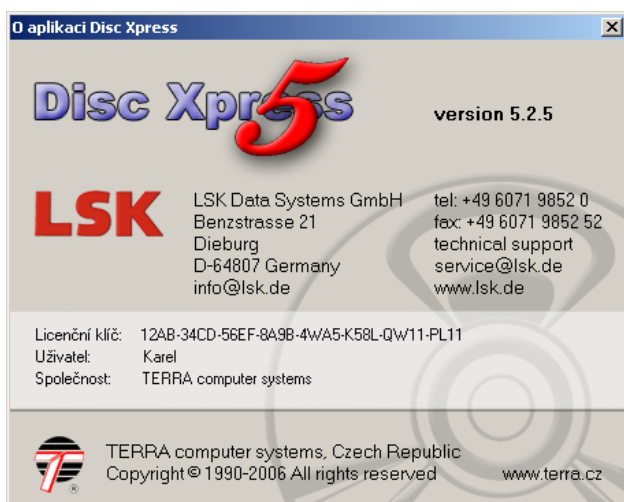 O aplikaci Disc Xpress
Disc Xpress 5
version 5.2.5
LSK
LSK Data Systems GmbH
Benzstrasse 21
Dieburg
D-64807 Germany
info@lsk.de
tel: +49 6071 9852 0
fax: +49 6071 9852 52
technical support
service@lsk.de
www.lsk.de
Licenční klíč: 12AB-34CD-56EF-8A9B-4WA5-K58L-QW11-PL11
Uživatel: Karel
Společnost: TERRA computer systems
T
®
TERRA computer systems, Czech Republic
Copyright © 1990-2006 All rights reserved
www.terra.cz